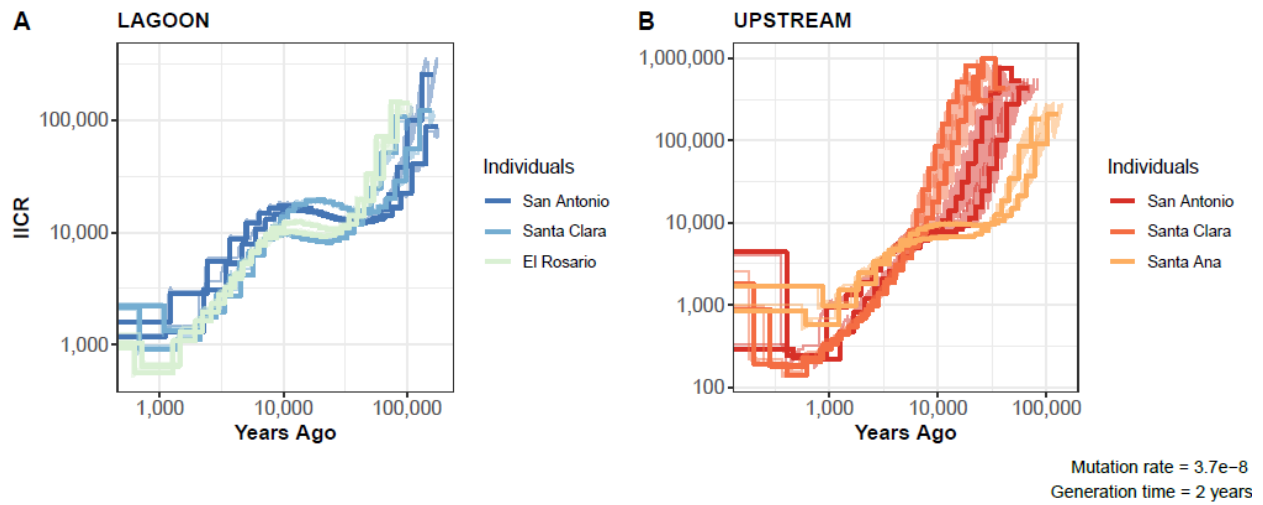 A
LAGOON
IICR
100,000
10,000
1,000
1,000
10,000
100,000
Years Ago
Individuals
San Antonio
Santa Clara
El Rosario
B
UPSTREAM
1,000,000
100,000
10,000
1,000
100
1,000
10,000
100,000
Years Ago
Individuals
San Antonio
Santa Clara
Santa Ana
Mutation rate = 3.7e−8
Generation time = 2 years